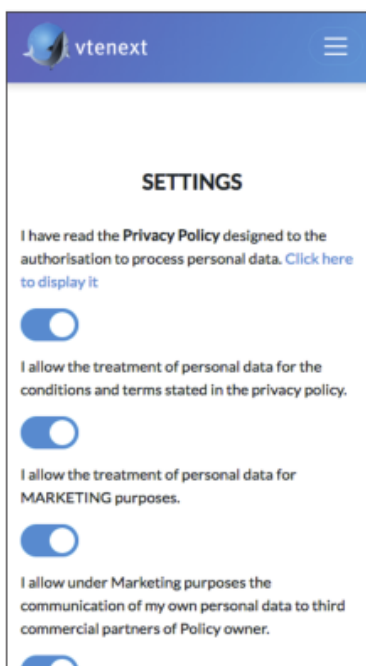 vtenext
SETTINGS
I have read the Privacy Policy designed to the
authorisation to process personal data. Click here
to display it
I allow the treatment of personal data for the
conditions and terms stated in the privacy policy.
I allow the treatment of personal data for
MARKETING purposes.
I allow under Marketing purposes the
communication of my own personal data to third
commercial partners of Policy owner.